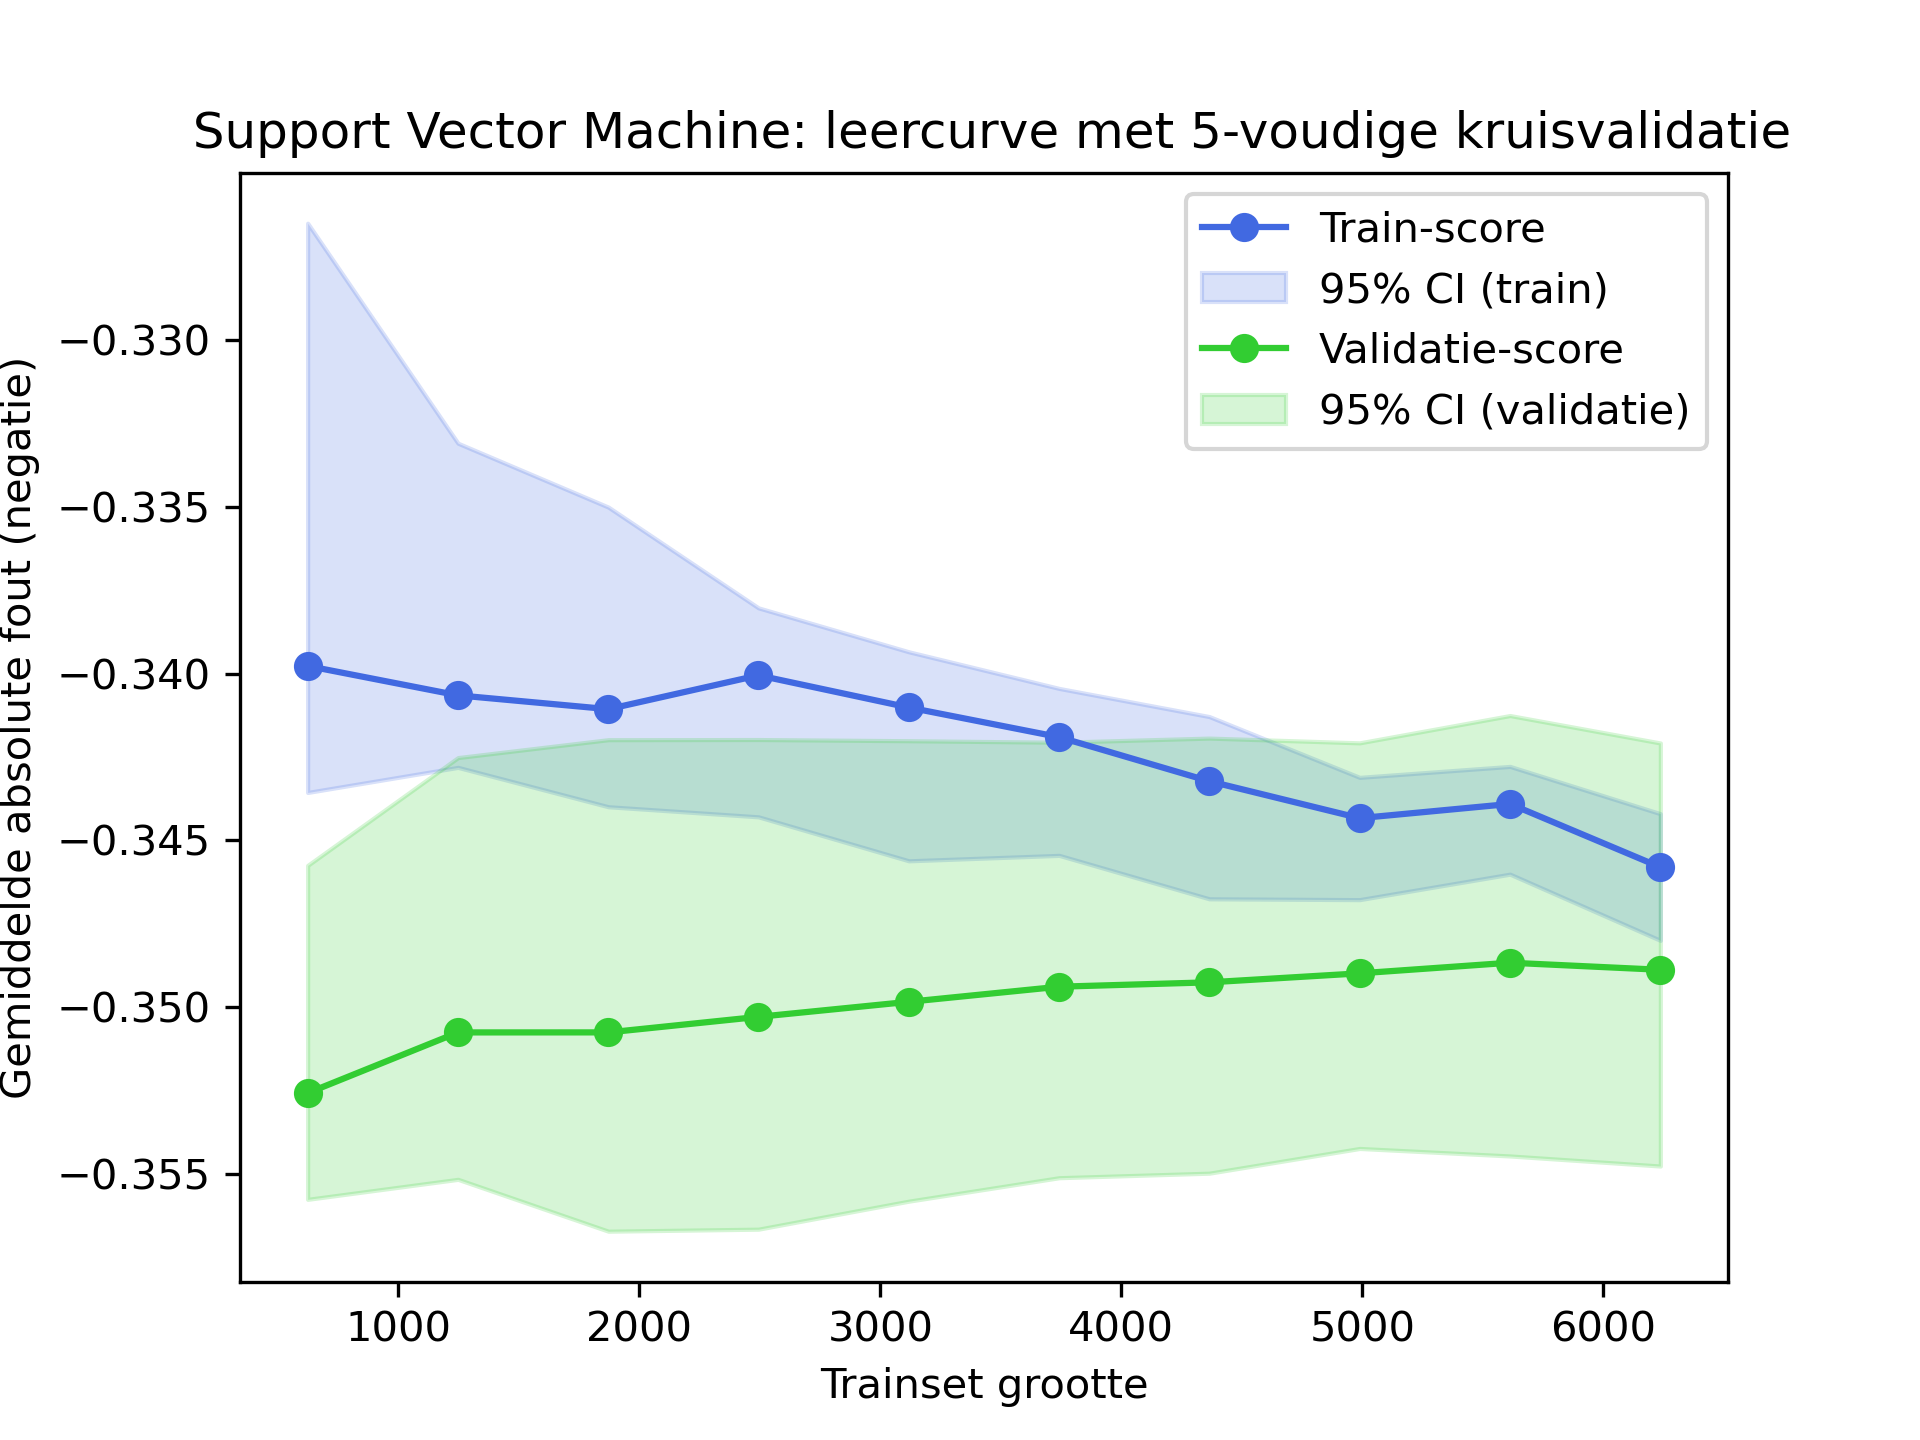 Support Vector Machine: leercurve met 5-voudige kruisvalidatie
Train-score
95% CI (train)
Validatie-score
95% CI (validatie)
Gemiddelde absolute fout (negatie)
−0.330
−0.335
−0.340
−0.345
−0.350
−0.355
1000 2000 3000 4000 5000 6000
Trainset grootte